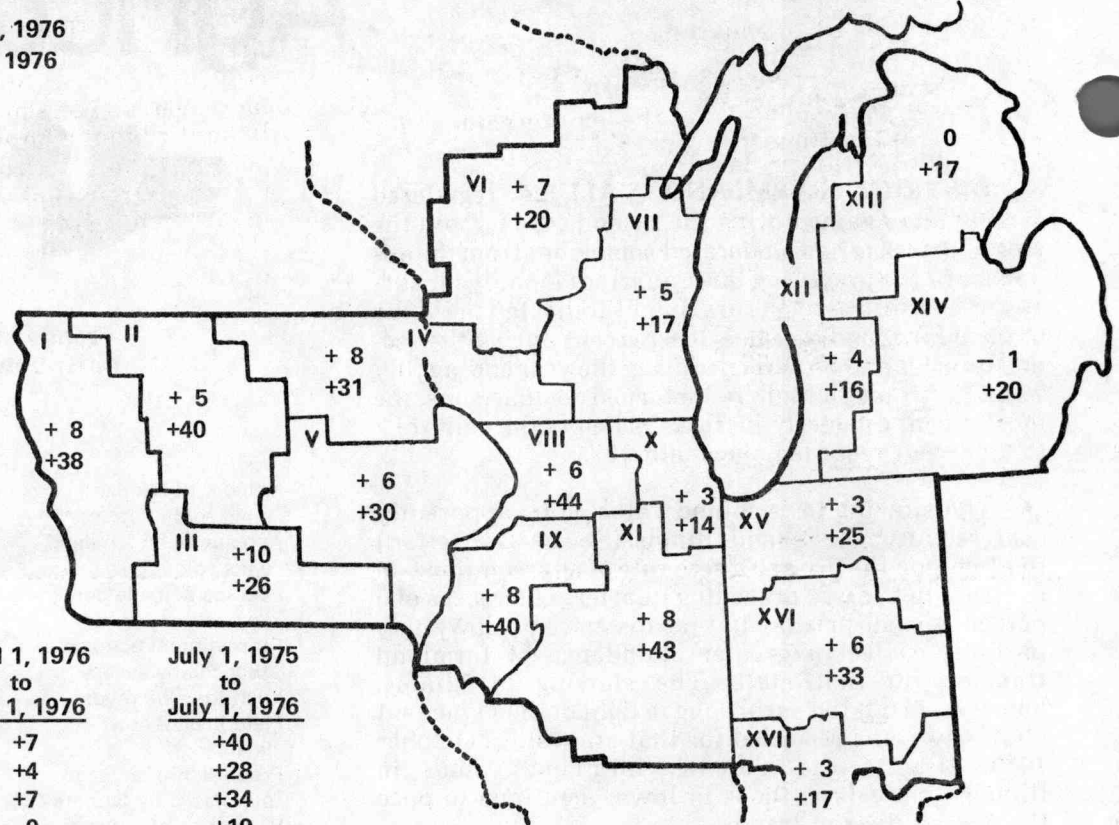 , 1976
1976
0
+17
VI + 7
+20
XIII
VII
+ 5
+17
XII
XIV
II
IV
+ 8
+31
+ 4
+16
− 1
+20
+ 5
+40
+ 8
+38
V
VIII
X
+ 6
+44
+ 6
+30
+ 3
+14
XV
+ 3
+25
IX
XI
III
+10
+26
+ 8
+40
+ 8
+43
XVI
+ 6
+33
1, 1976
to
1, 1976
July 1, 1975
to
July 1, 1976
+7
+40
+4
+28
+7
+34
XVI
+ 3
+17